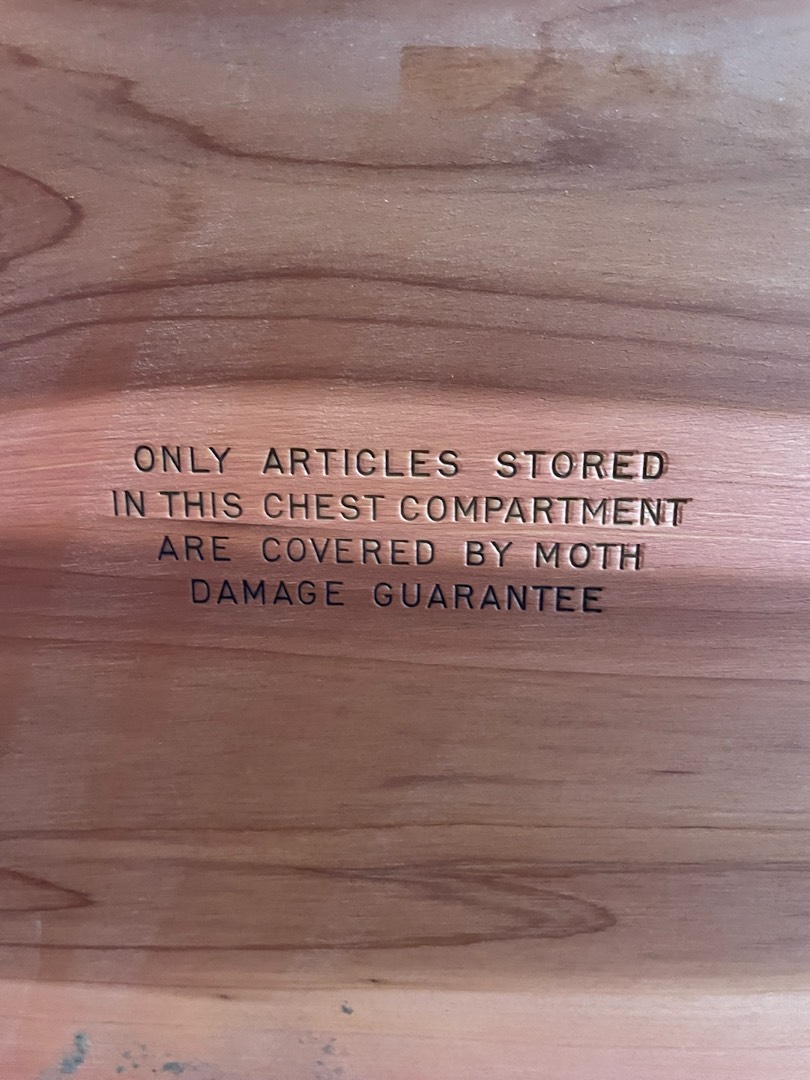 ONLY ARTICLES STORED
IN THIS CHEST COMPARTMENT
ARE COVERED BY MOTH
DAMAGE GUARANTEE